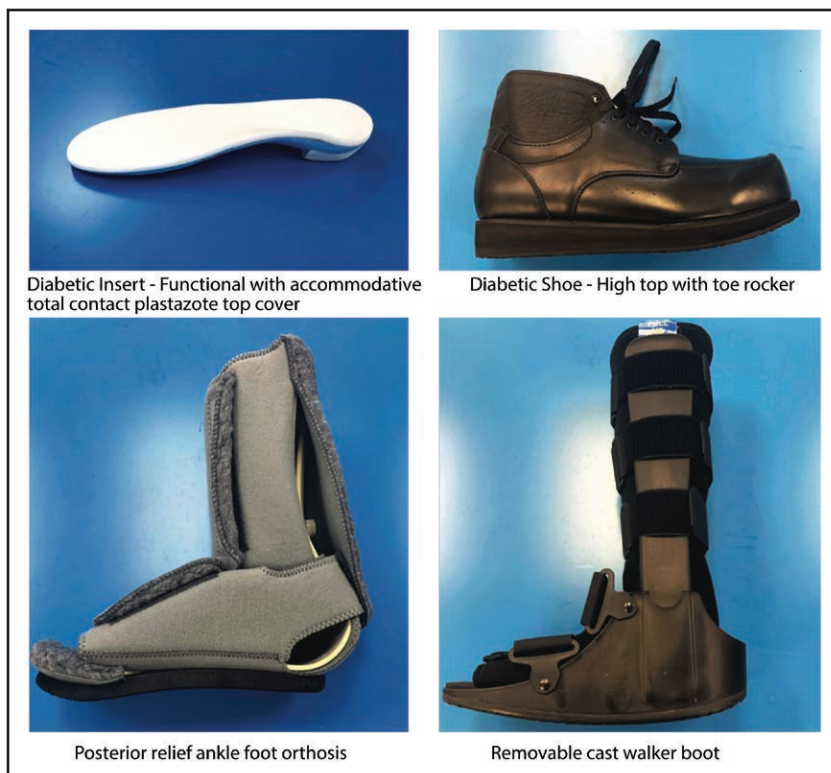 Diabetic Insert - Functional with accommodative
total contact plastazote top cover
Diabetic Shoe - High top with toe rocker
Posterior relief ankle foot orthosis
Removable cast walker boot